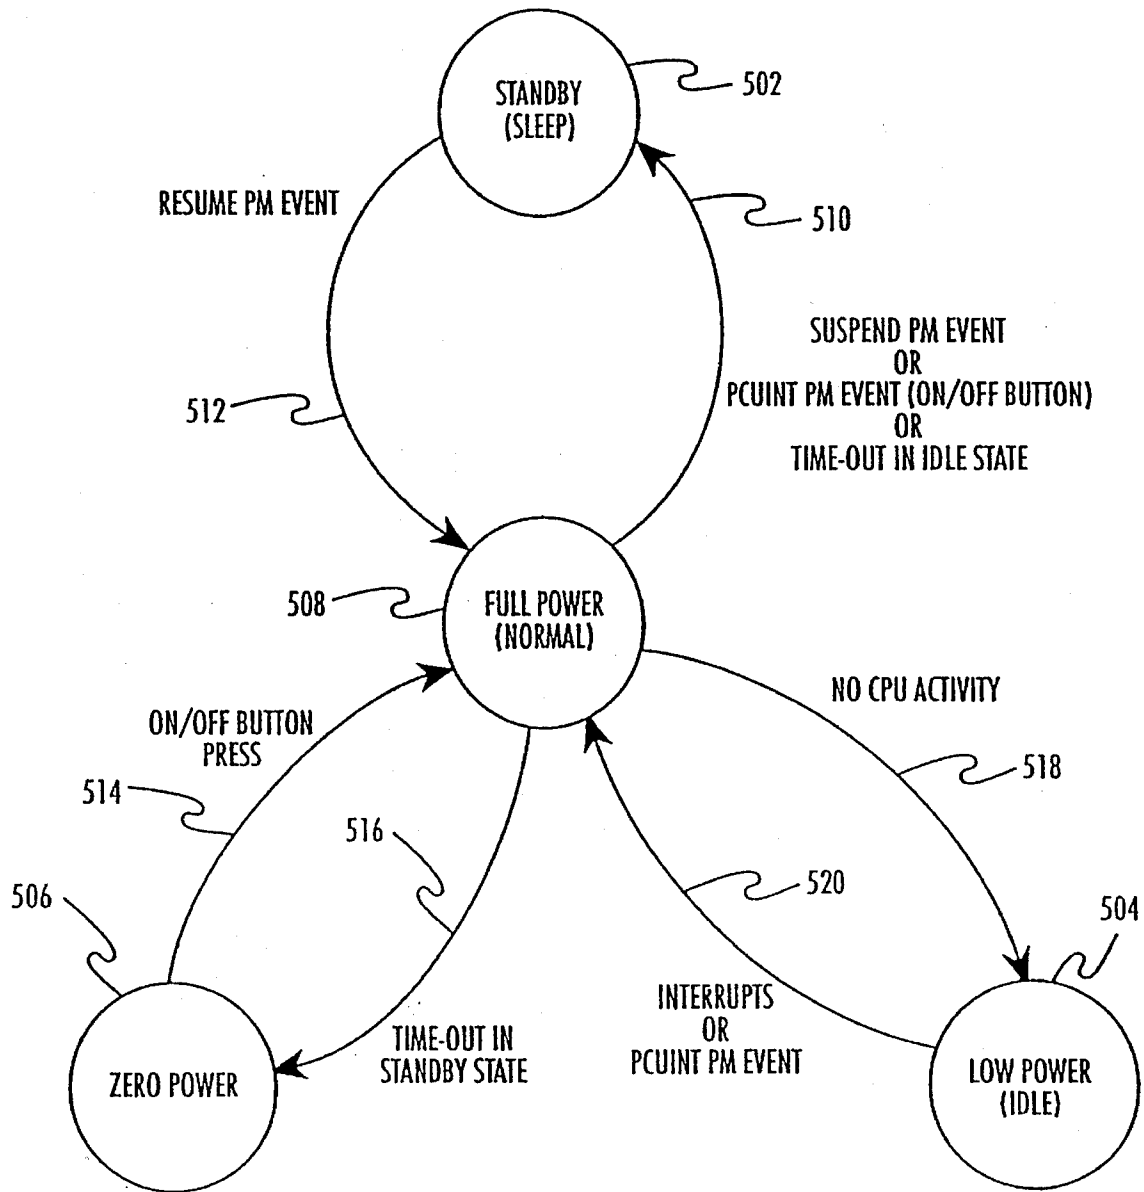 STANDBY
(SLEEP)
502
RESUME PM EVENT
510
SUSPEND PM EVENT
OR
PCUINT PM EVENT (ON/OFF BUTTON)
OR
TIME-OUT IN IDLE STATE
512
508
FULL POWER
(NORMAL)
NO CPU ACTIVITY
ON/OFF BUTTON
PRESS
518
514
516
520
506
504
INTERRUPTS
OR
PCUINT PM EVENT
TIME-OUT IN
STANDBY STATE
ZERO POWER
LOW POWER
(IDLE)